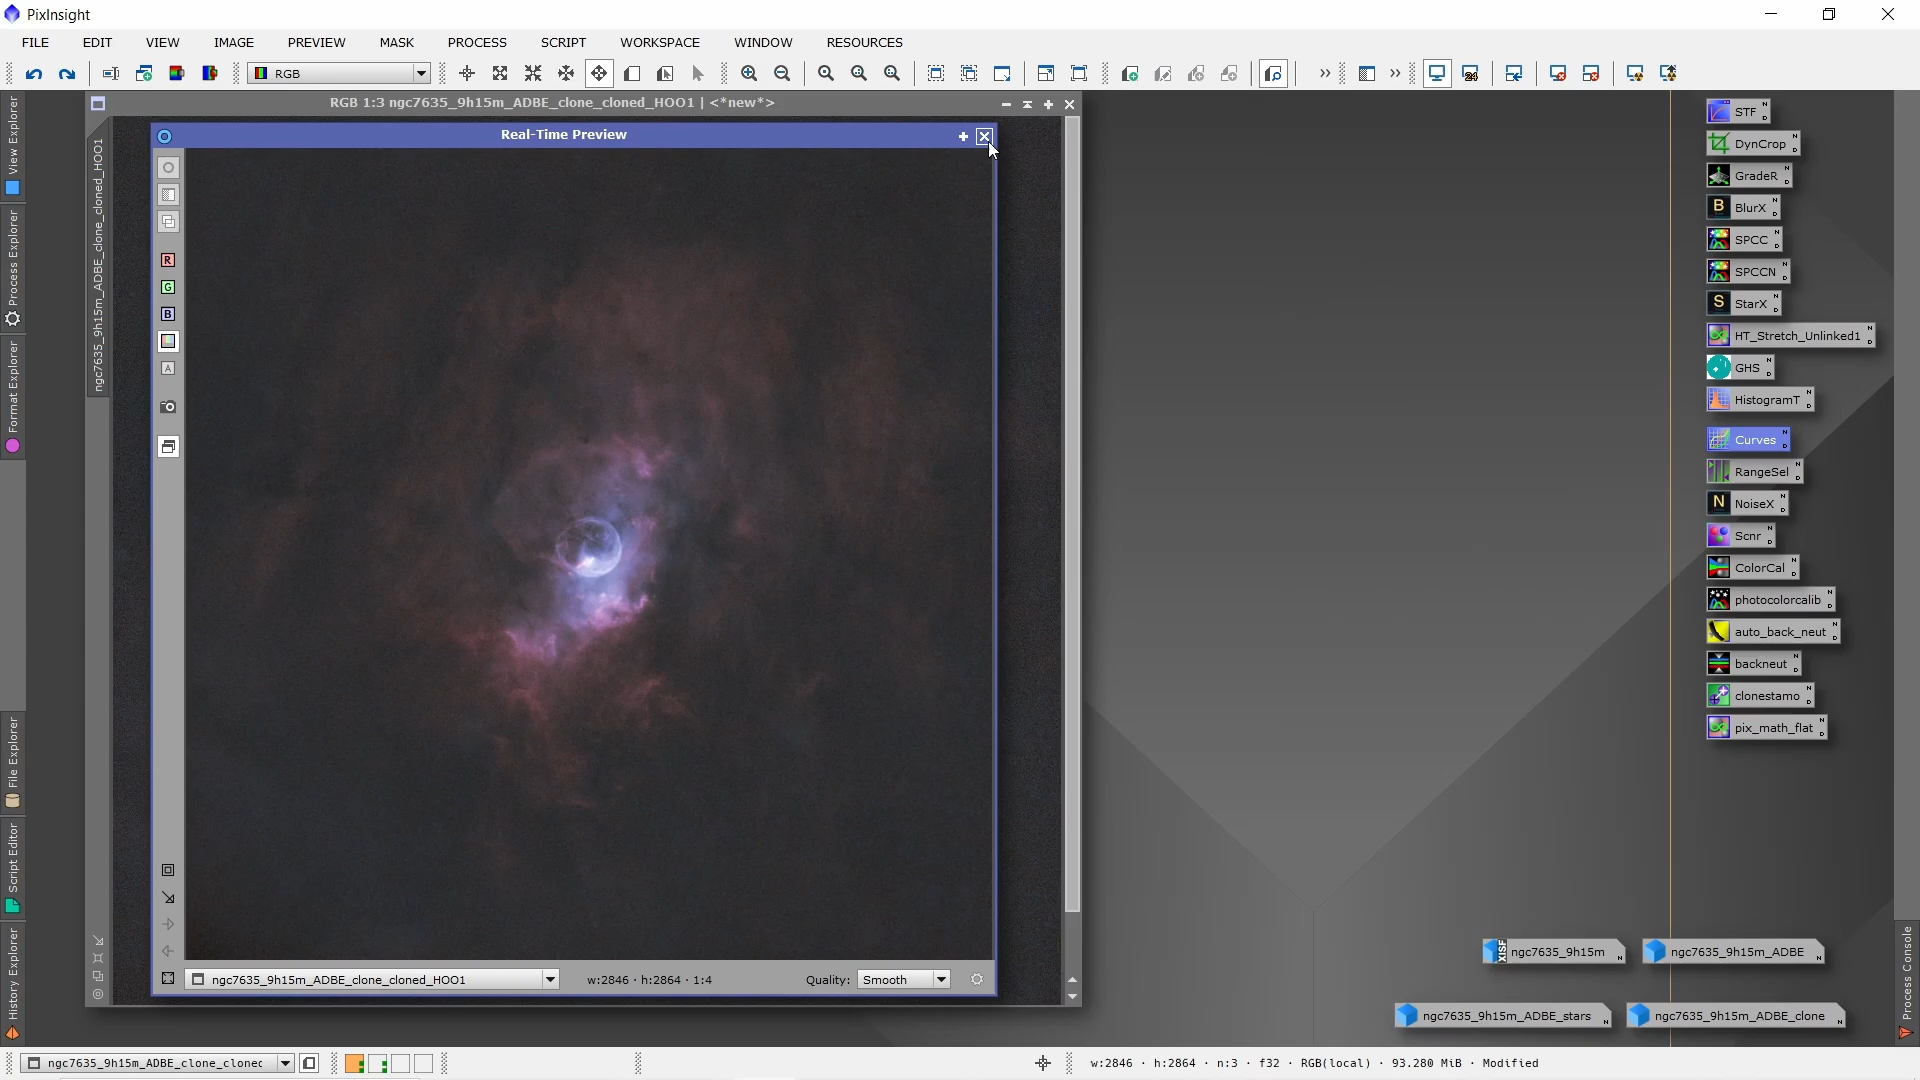 PixInsight
FILE EDIT VIEW IMAGE PREVIEW MASK PROCESS SCRIPT WORKSPACE WINDOW RESOURCES
RGB
24
RGB 1:3 ngc7635_9h15m_ADBE_clone_cloned_HOO1 | <*new*>
Real-Time Preview
View Explorer
Process Explorer
Format Explorer
File Explorer
Script Editor
History Explorer
ngc7635_9h15m_ADBE_clone_cloned_HOO1
R
G
B
A
STF
DynCrop
GradeR
B BlurX
SPCC
SPCCN
S StarX
HT_Stretch_Unlinked1
GHS
HistogramT
Curves
RangeSel
N NoiseX
Scnr
ColorCal
photocolorcalib
auto_back_neut
backneut
clonestamo
pix_math_flat
XISF ngc7635_9h15m
ngc7635_9h15m_ADBE
ngc7635_9h15m_ADBE_stars
ngc7635_9h15m_ADBE_clone
Process Console
ngc7635_9h15m_ADBE_clone_cloned_HOO1 w:2846 · h:2864 · 1:4 Quality: Smooth
ngc7635_9h15m_ADBE_clone_clonec w:2846 · h:2864 · n:3 · f32 · RGB(local) · 93.280 MiB · Modified